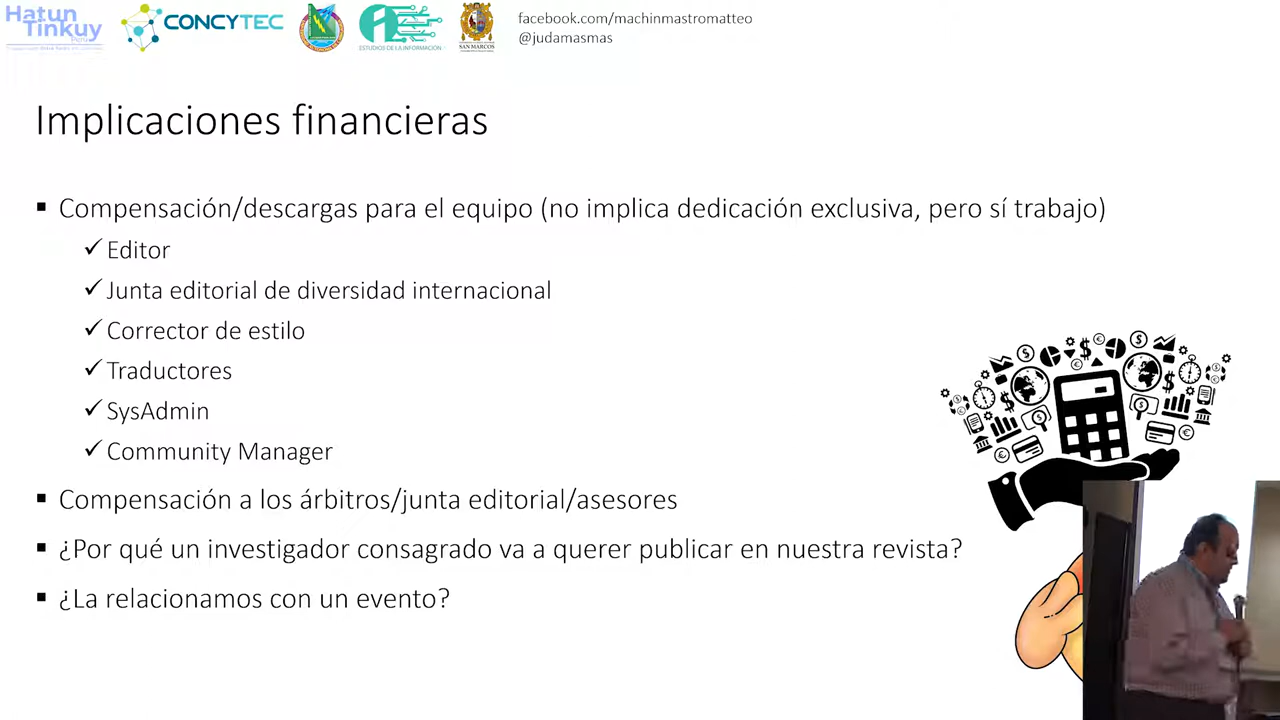 Hatun
Tinkuy
CONCYTEC
ESTUDIOS DE LA INFORMACIÓN
SAN MARCOS
facebook.com/machinmastromatteo
@judamasmas
Implicaciones financieras
▪ Compensación/descargas para el equipo (no implica dedicación exclusiva, pero sí trabajo)
✓ Editor
✓ Junta editorial de diversidad internacional
✓ Corrector de estilo
✓ Traductores
✓ SysAdmin
✓ Community Manager
▪ Compensación a los árbitros/junta editorial/asesores
▪ ¿Por qué un investigador consagrado va a querer publicar en nuestra revista?
▪ ¿La relacionamos con un evento?